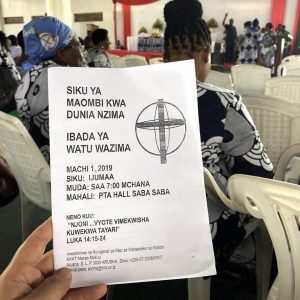 SIKU YA
MAOMBI KWA
DUNIA NZIMA
IBADA YA
WATU WAZIMA
MACHI 1, 2019
SIKU: IJUMAA
MUDA: SAA 7:00 MCHANA
MAHALI: PTA HALL SABA SABA
NENO KUU:
"NJONI ...VYOTE VIMEKWISHA
KUWEKWA TAYARI"
LUKA 14:15-24